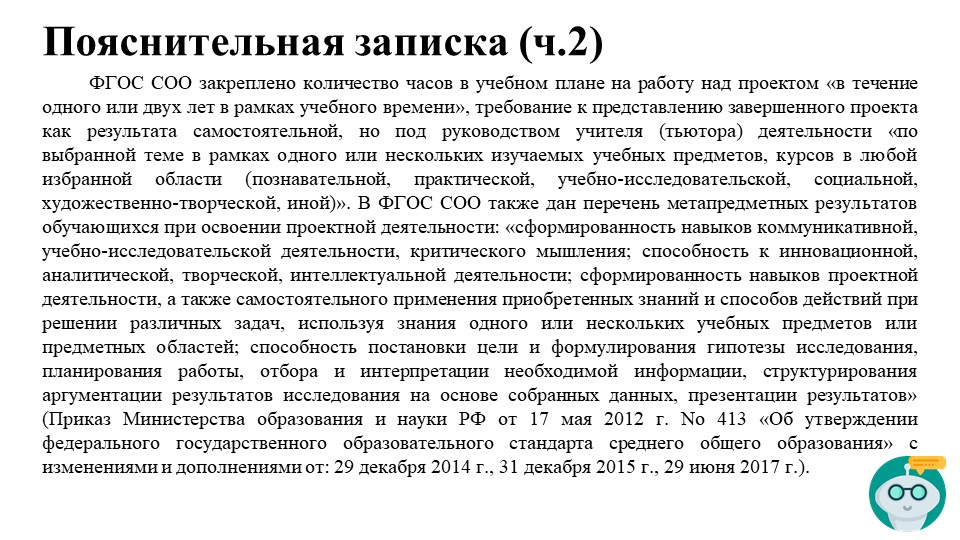 Пояснительная записка (ч.2)
ФГОС СОО закреплено количество часов в учебном плане на работу над проектом «в течение
одного или двух лет в рамках учебного времени», требование к представлению завершенного проекта
как результата самостоятельной, но под руководством учителя (тьютора) деятельности «по
выбранной теме в рамках одного или нескольких изучаемых учебных предметов, курсов в любой
избранной области (познавательной, практической, учебно-исследовательской, социальной,
художественно-творческой, иной)». В ФГОС СОО также дан перечень метапредметных результатов
обучающихся при освоении проектной деятельности: «сформированность навыков коммуникативной,
учебно-исследовательской деятельности, критического мышления; способность к инновационной,
аналитической, творческой, интеллектуальной деятельности; сформированность навыков проектной
деятельности, а также самостоятельного применения приобретенных знаний и способов действий при
решении различных задач, используя знания одного или нескольких учебных предметов или
предметных областей; способность постановки цели и формулирования гипотезы исследования,
планирования работы, отбора и интерпретации необходимой информации, структурирования
аргументации результатов исследования на основе собранных данных, презентации результатов»
(Приказ Министерства образования и науки РФ от 17 мая 2012 г. No 413 «Об утверждении
федерального государственного образовательного стандарта среднего общего образования» с
изменениями и дополнениями от: 29 декабря 2014 г., 31 декабря 2015 г., 29 июня 2017 г.).